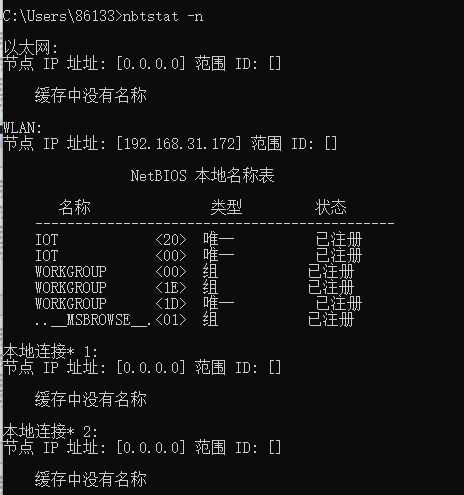 C:\Users\86133>nbtstat -n
以太网:
节点 IP 址址: [0.0.0.0] 范围 ID: []
缓存中没有名称
WLAN:
节点 IP 址址: [192.168.31.172] 范围 ID: []
NetBIOS 本地名称表
名称 类型 状态
---------------------------------------------
IOT <20> 唯一 已注册
IOT <00> 唯一 已注册
WORKGROUP <00> 组 已注册
WORKGROUP <1E> 组 已注册
WORKGROUP <1D> 唯一 已注册
..__MSBROWSE__.<01> 组 已注册
本地连接* 1:
节点 IP 址址: [0.0.0.0] 范围 ID: []
缓存中没有名称
本地连接* 2:
节点 IP 址址: [0.0.0.0] 范围 ID: []
缓存中没有名称